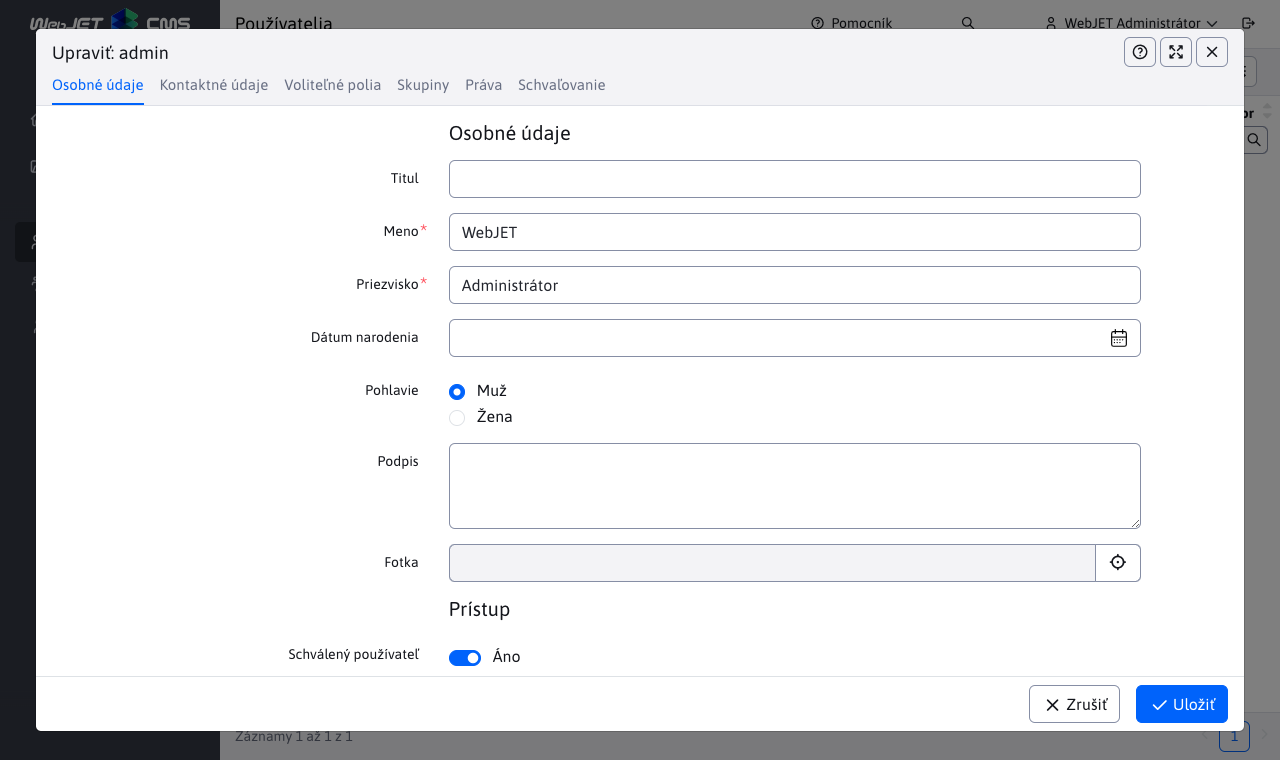 WebJET CMS
Používatelia
Pomocník
WebJET Administrátor
Upraviť: admin
Osobné údaje
Kontaktné údaje
Voliteľné polia
Skupiny
Práva
Schvaľovanie
or
Osobné údaje
Titul
Meno*
WebJET
Priezvisko*
Administrátor
Dátum narodenia
Pohlavie
Muž
Žena
Podpis
Fotka
Prístup
Schválený používateľ
Áno
Zrušiť
Uložiť
Záznamy 1 až 1 z 1
1